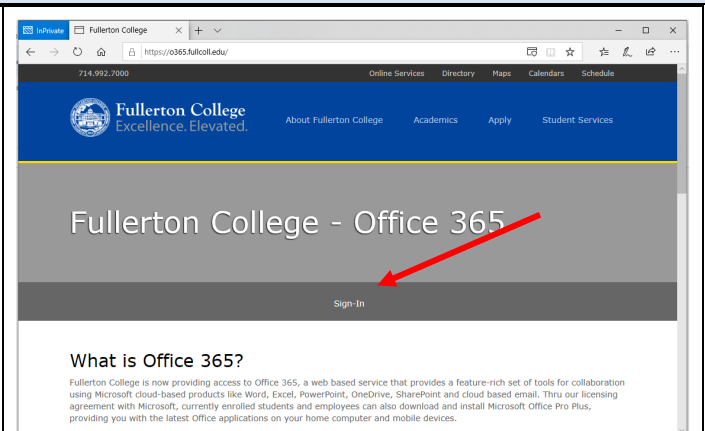 InPrivate Fullerton College
https://o365.fullcoll.edu/
714.992.7000 Online Services Directory Maps Calendars Schedule
Fullerton College
Excellence. Elevated.
About Fullerton College Academics Apply Student Services
Fullerton College - Office 365
Sign-In
What is Office 365?
Fullerton College is now providing access to Office 365, a web based service that provides a feature-rich set of tools for collaboration
using Microsoft cloud-based products like Word, Excel, PowerPoint, OneDrive, SharePoint and cloud based email. Thru our licensing
agreement with Microsoft, currently enrolled students and employees can also download and install Microsoft Office Pro Plus,
providing you with the latest Office applications on your home computer and mobile devices.